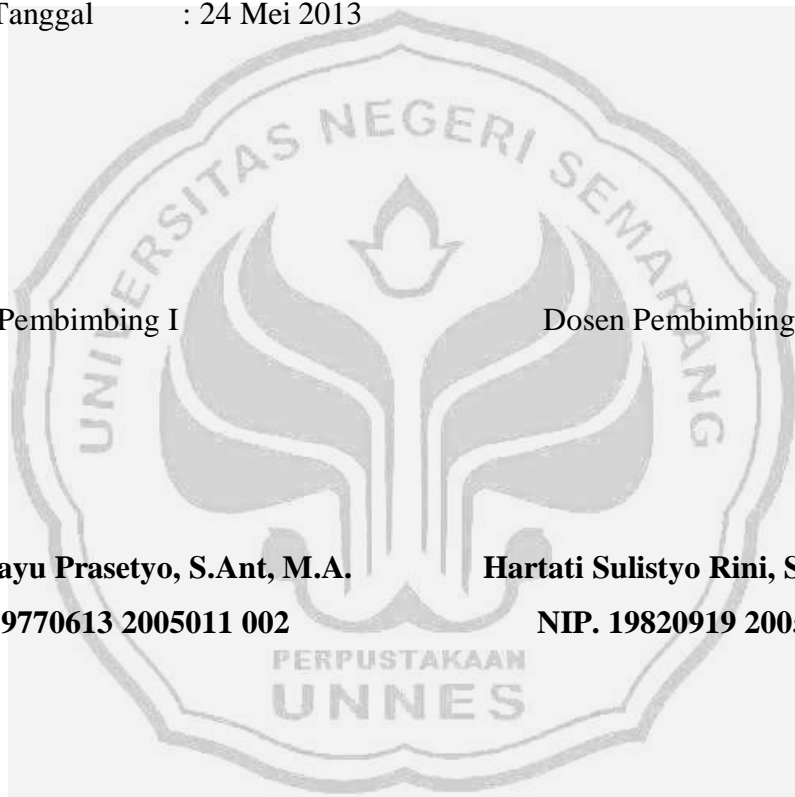 Tanggal : 24 Mei 2013
UNIVERSITAS NEGERI SEMARANG
Pembimbing I Dosen Pembimbing
ayu Prasetyo, S.Ant, M.A. Hartati Sulistyo Rini, S
9770613 2005011 002 NIP. 19820919 200
PERPUSTAKAAN
UNNES